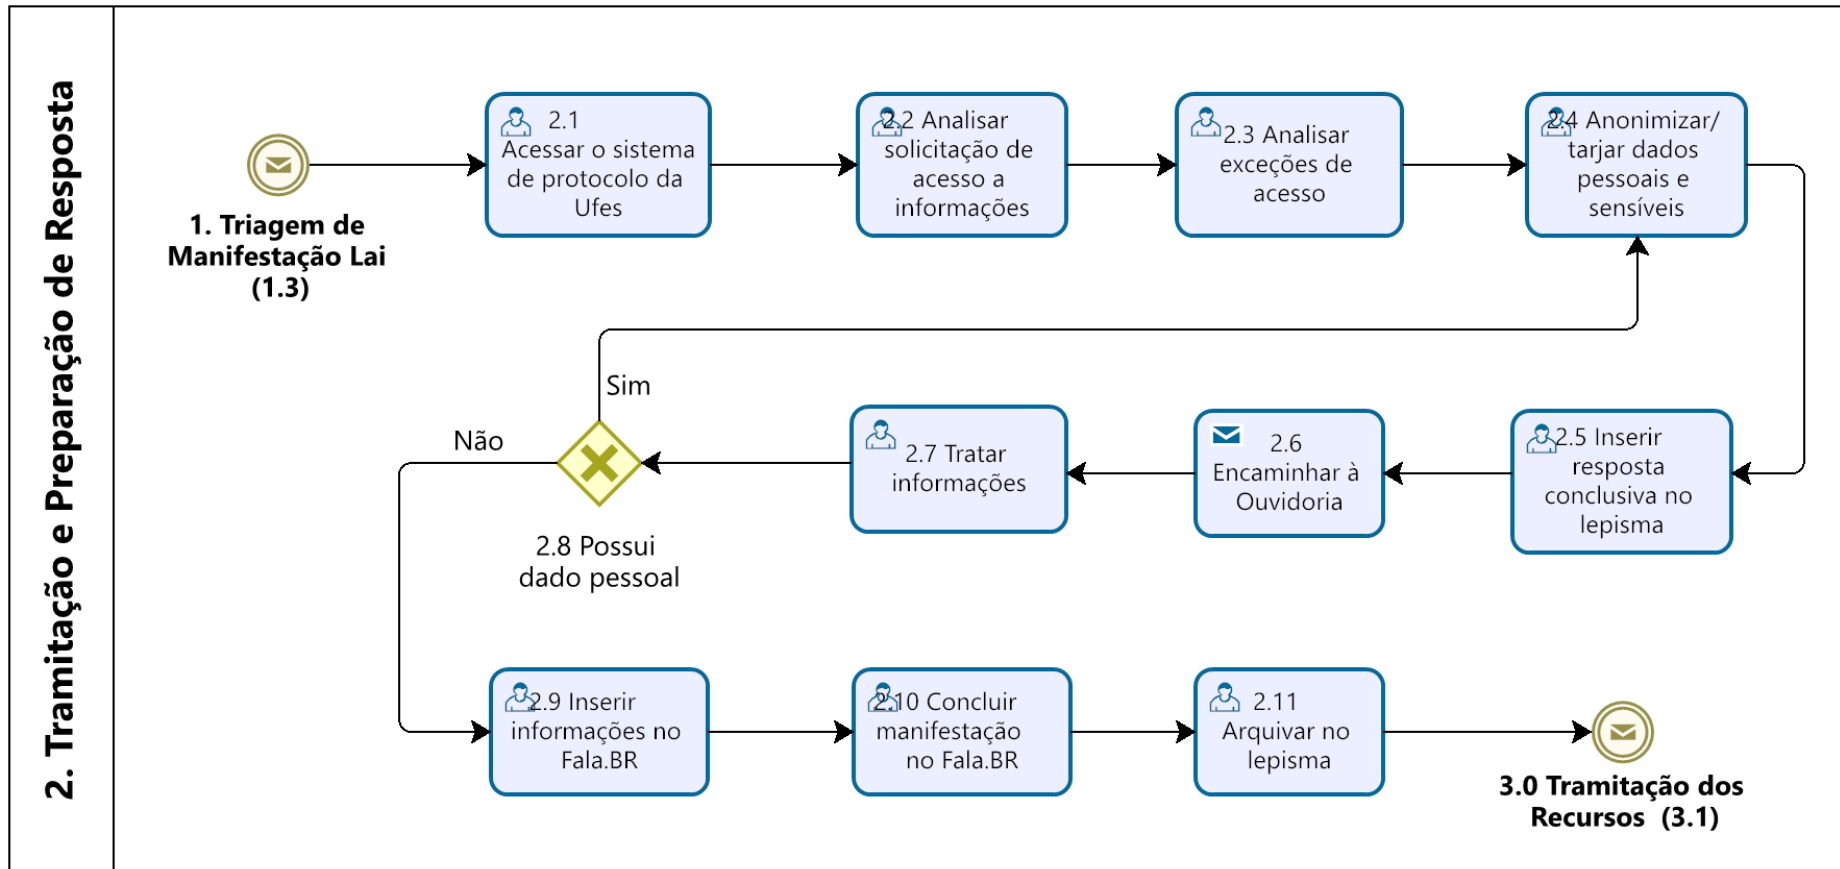 2. Tramitação e Preparação de Resposta
1. Triagem de
Manifestação Lai
(1.3)
2.1
Acessar o sistema
de protocolo da
Ufes
2.2 Analisar
solicitação de
acesso a
informações
2.3 Analisar
exceções de
acesso
2.4 Anonimizar/
tarjar dados
pessoais e
sensíveis
2.5 Inserir
resposta
conclusiva no
lepisma
2.6
Encaminhar à
Ouvidoria
2.7 Tratar
informações
Sim
Não
2.8 Possui
dado pessoal
2.9 Inserir
informações no
Fala.BR
2.10 Concluir
manifestação
no Fala.BR
2.11
Arquivar no
lepisma
3.0 Tramitação dos
Recursos (3.1)